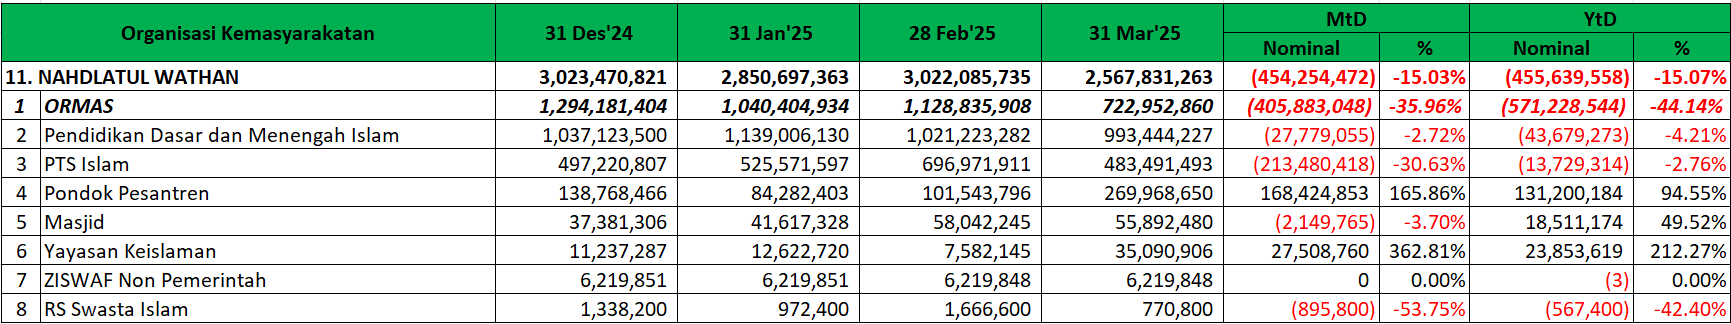 Organisasi Kemasyarakatan 31 Des'24 31 Jan'25 28 Feb'25 31 Mar'25 MtD YtD
Nominal % Nominal %
11. NAHDLATUL WATHAN 3,023,470,821 2,850,697,363 3,022,085,735 2,567,831,263 (454,254,472) -15.03% (455,639,558) -15.07%
1 ORMAS 1,294,181,404 1,040,404,934 1,128,835,908 722,952,860 (405,883,048) -35.96% (571,228,544) -44.14%
2 Pendidikan Dasar dan Menengah Islam 1,037,123,500 1,139,006,130 1,021,223,282 993,444,227 (27,779,055) -2.72% (43,679,273) -4.21%
3 PTS Islam 497,220,807 525,571,597 696,971,911 483,491,493 (213,480,418) -30.63% (13,729,314) -2.76%
4 Pondok Pesantren 138,768,466 84,282,403 101,543,796 269,968,650 168,424,853 165.86% 131,200,184 94.55%
5 Masjid 37,381,306 41,617,328 58,042,245 55,892,480 (2,149,765) -3.70% 18,511,174 49.52%
6 Yayasan Keislaman 11,237,287 12,622,720 7,582,145 35,090,906 27,508,760 362.81% 23,853,619 212.27%
7 ZISWAF Non Pemerintah 6,219,851 6,219,851 6,219,848 6,219,848 0 0.00% (3) 0.00%
8 RS Swasta Islam 1,338,200 972,400 1,666,600 770,800 (895,800) -53.75% (567,400) -42.40%